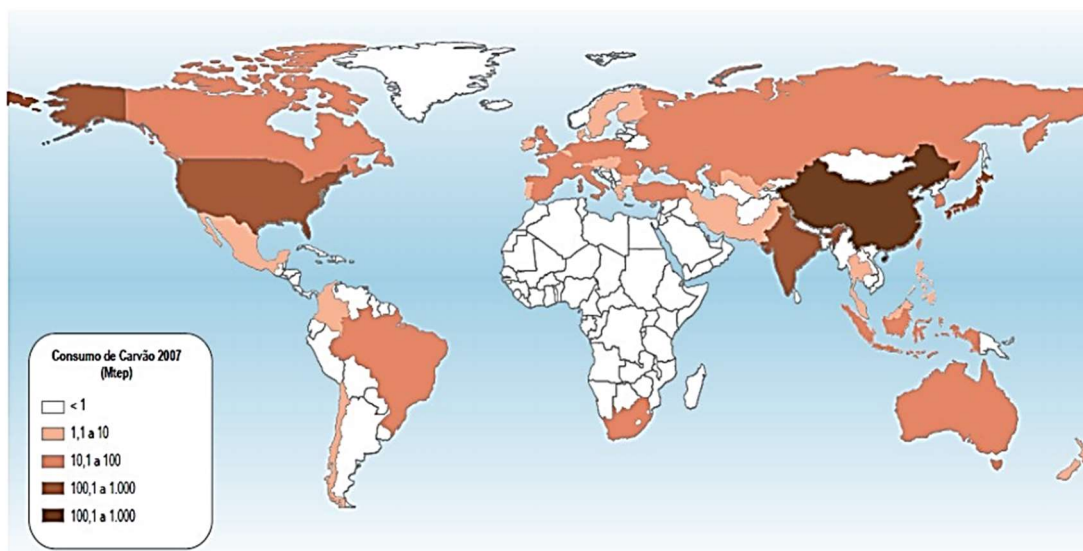 Consumo de Carvão 2007
(Mtep)
< 1
1,1 a 10
10,1 a 100
100,1 a 1.000
100,1 a 1.000